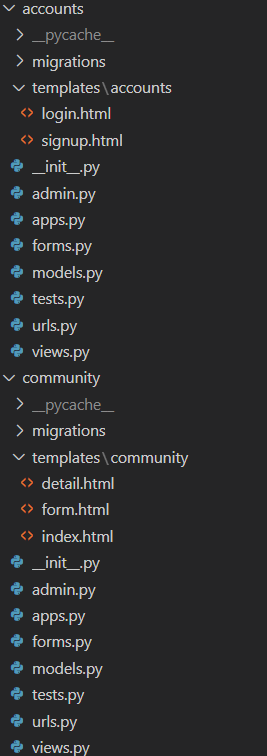 accounts
__pycache__
migrations
templates\accounts
login.html
signup.html
__init__.py
admin.py
apps.py
forms.py
models.py
tests.py
urls.py
views.py
community
__pycache__
migrations
templates\community
detail.html
form.html
index.html
__init__.py
admin.py
apps.py
forms.py
models.py
tests.py
urls.py
views.py